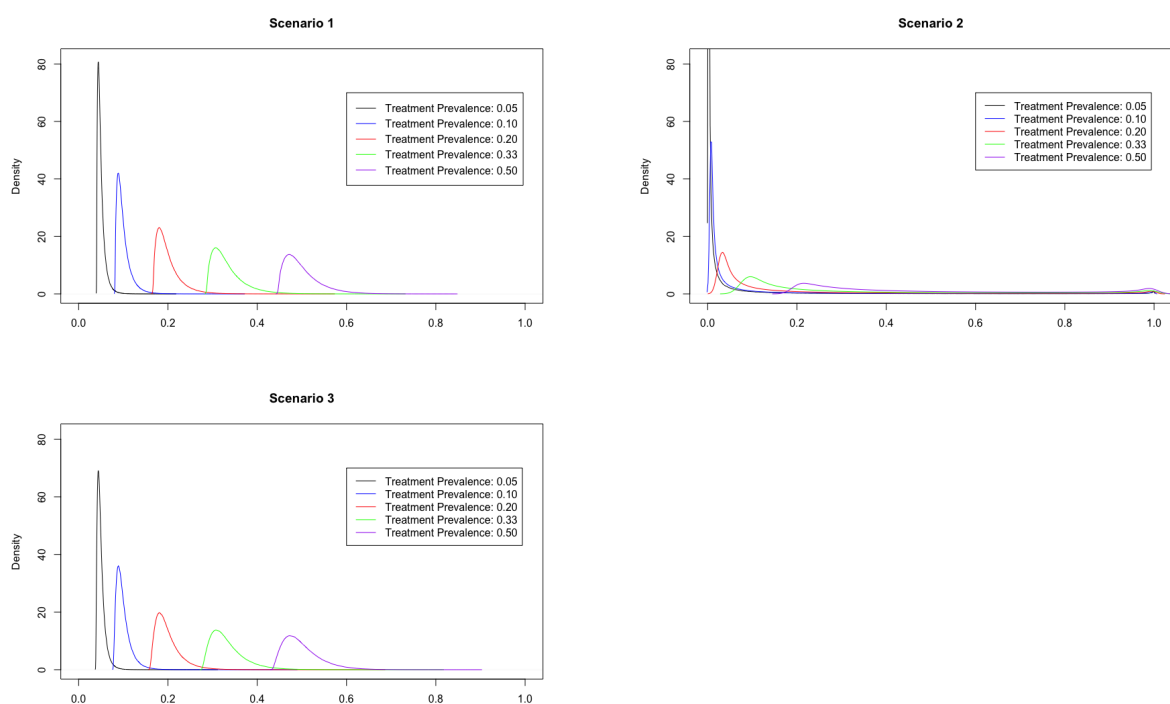 Scenario 1
Density
80
60
40
20
0
0.0 0.2 0.4 0.6 0.8 1.0
Treatment Prevalence: 0.05
Treatment Prevalence: 0.10
Treatment Prevalence: 0.20
Treatment Prevalence: 0.33
Treatment Prevalence: 0.50
Scenario 2
Density
80
60
40
20
0
0.0 0.2 0.4 0.6 0.8 1.0
Treatment Prevalence: 0.05
Treatment Prevalence: 0.10
Treatment Prevalence: 0.20
Treatment Prevalence: 0.33
Treatment Prevalence: 0.50
Scenario 3
Density
80
60
40
20
0
0.0 0.2 0.4 0.6 0.8 1.0
Treatment Prevalence: 0.05
Treatment Prevalence: 0.10
Treatment Prevalence: 0.20
Treatment Prevalence: 0.33
Treatment Prevalence: 0.50